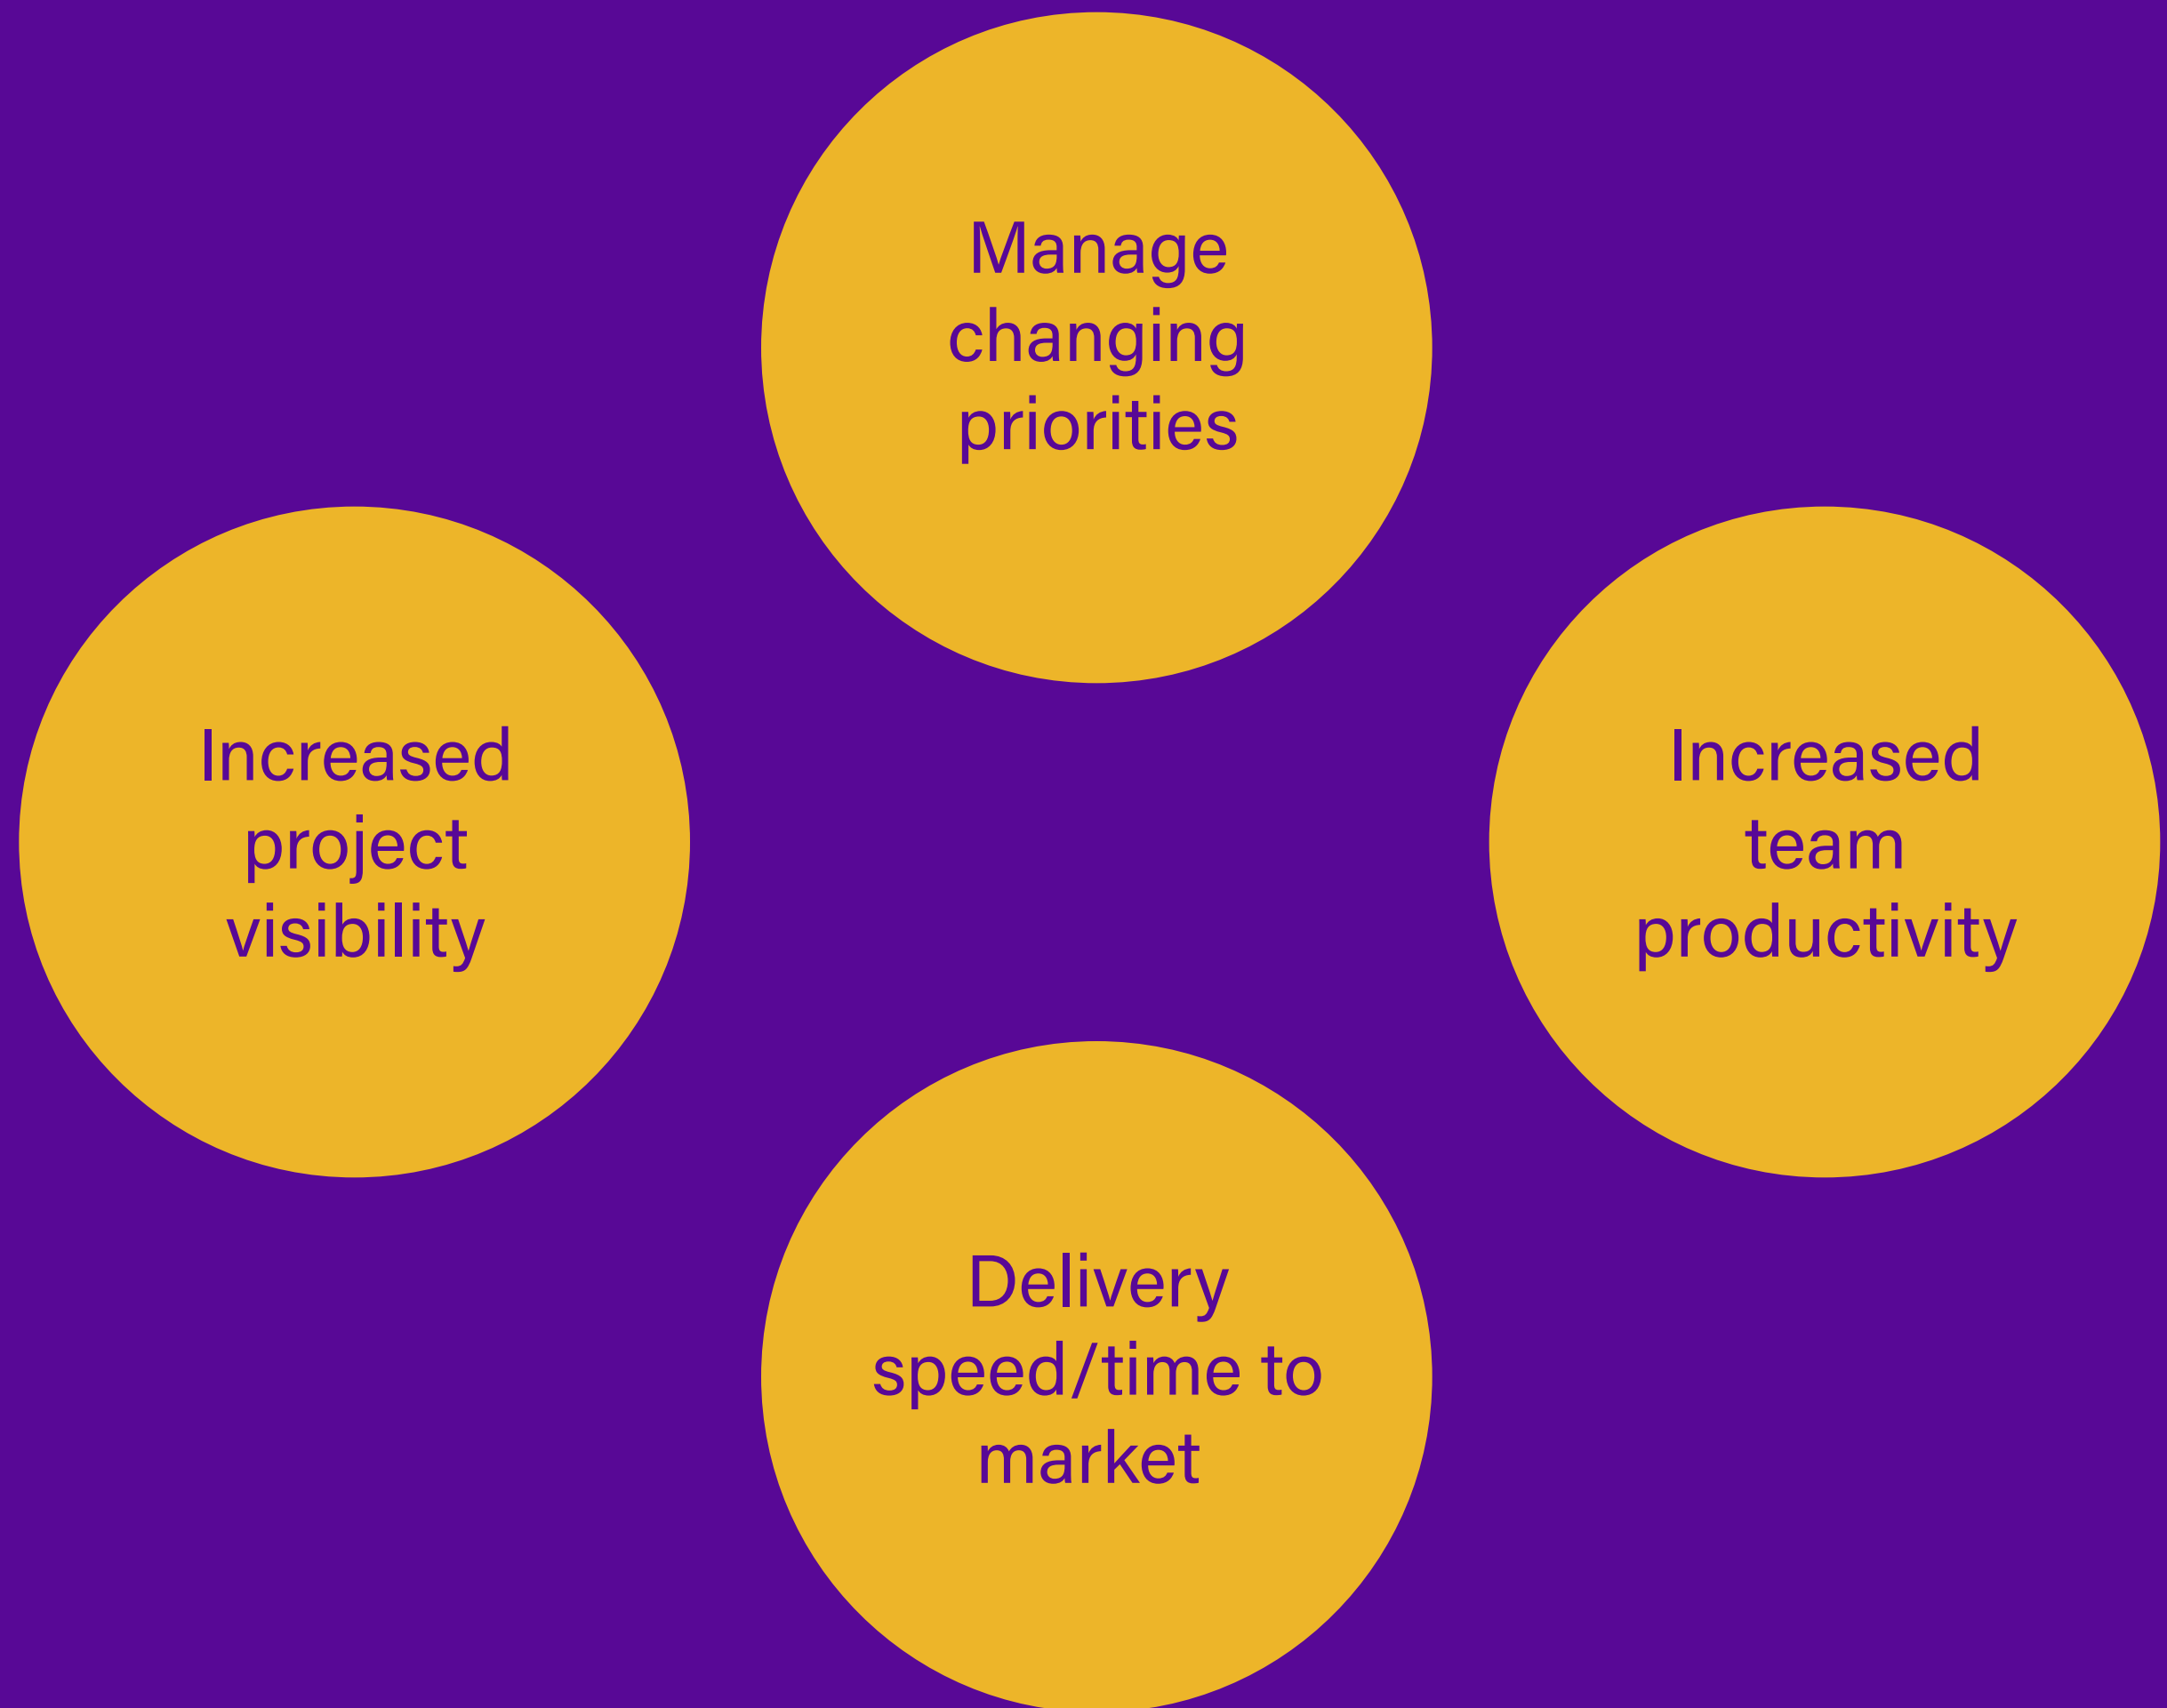 Manage
changing
priorities
Increased
project
visibility
Increased
team
productivity
Delivery
speed/time to
market